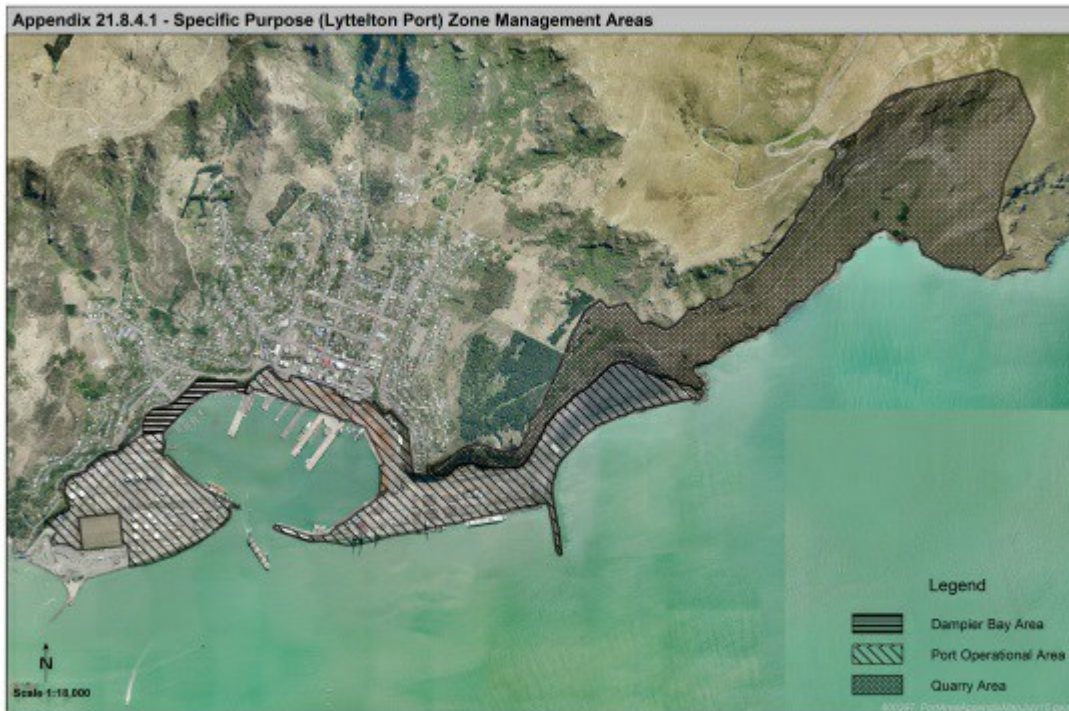 Appendix 21.8.4.1 - Specific Purpose (Lyttelton Port) Zone Management Areas
Legend
Dampier Bay Area
Port Operational Area
Quarry Area
N
Scale 1:18,000